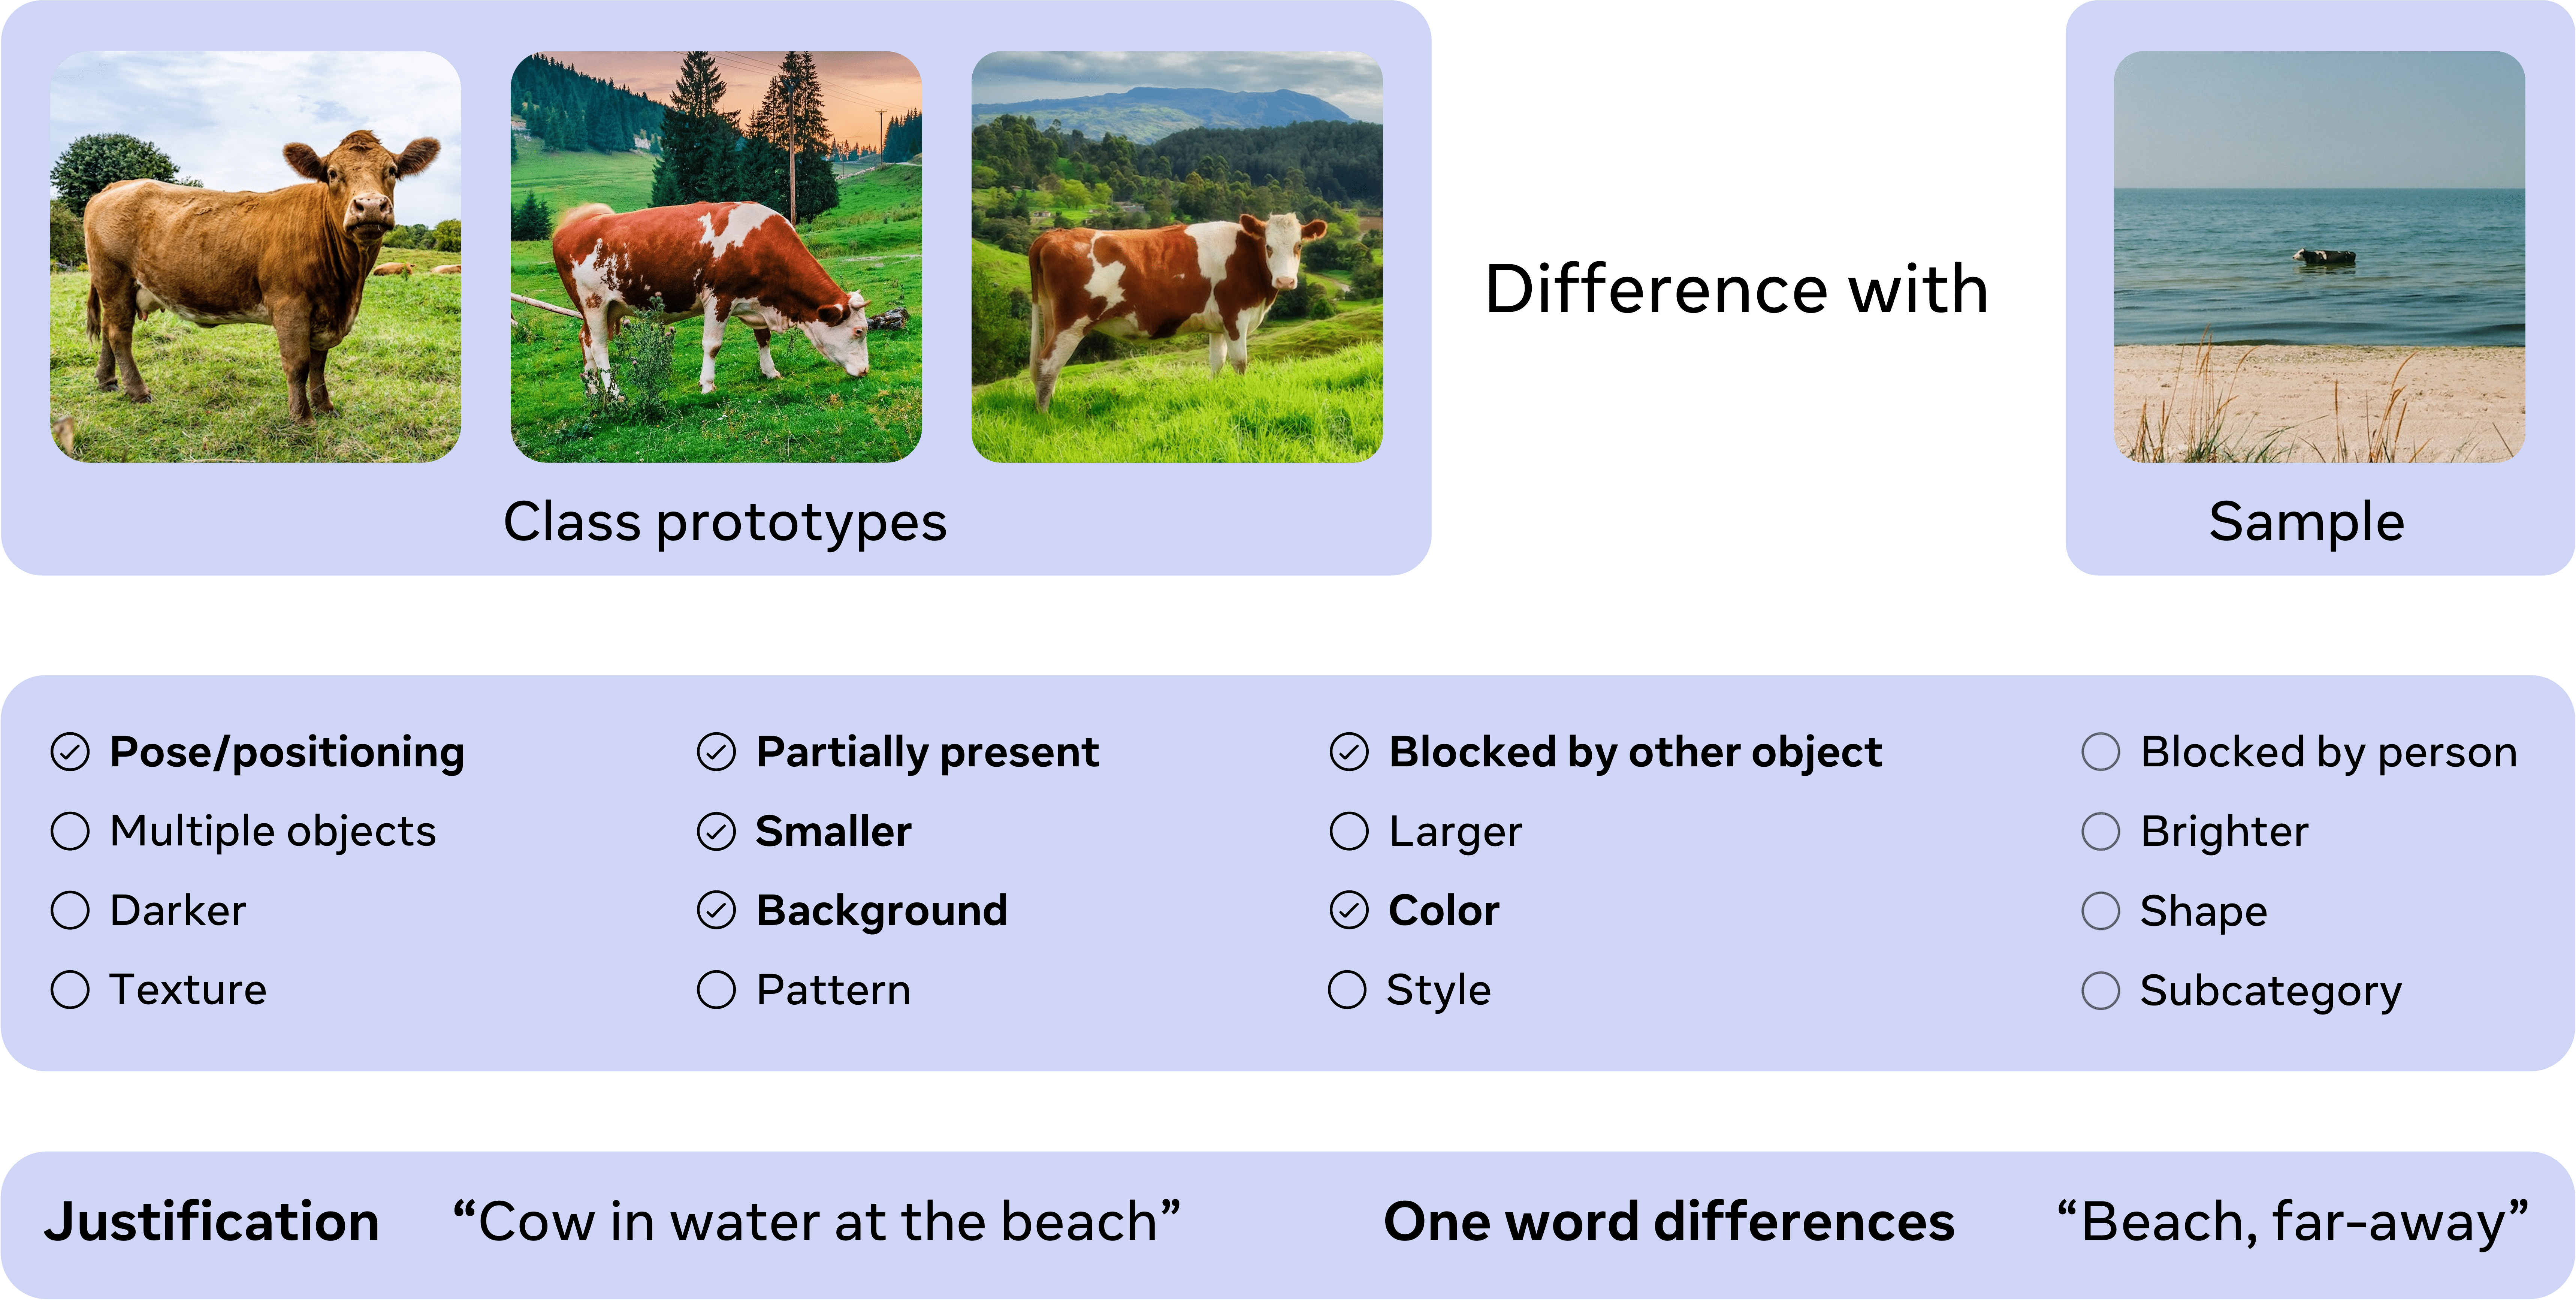 Difference with
Class prototypes
Sample
Pose/positioning
Partially present
Blocked by other object
Blocked by person
Multiple objects
Smaller
Larger
Brighter
Darker
Background
Color
Shape
Texture
Pattern
Style
Subcategory
Justification “Cow in water at the beach”
One word differences “Beach, far-away”